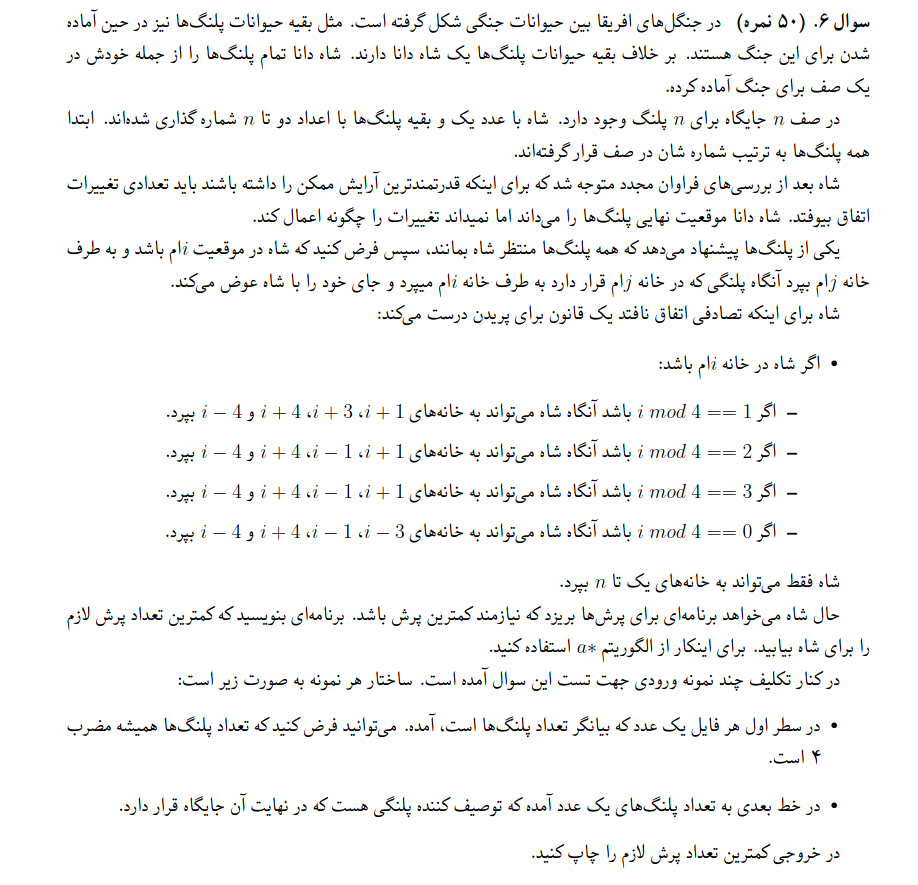 سوال ۶. (۵۰ نمره) در جنگل‌های افریقا بین حیوانات جنگی شکل گرفته است. مثل بقیه حیوانات پلنگ‌ها نیز در حین آماده
شدن برای این جنگ هستند. بر خلاف بقیه حیوانات پلنگ‌ها یک شاه دانا دارند. شاه دانا تمام پلنگ‌ها را از جمله خودش در
یک صف برای جنگ آماده کرده.
در صف n جایگاه برای n پلنگ وجود دارد. شاه با عدد یک و بقیه پلنگ‌ها با اعداد دو تا n شماره گذاری شده‌اند. ابتدا
همه پلنگ‌ها به ترتیب شماره شان در صف قرار گرفته‌اند.
شاه بعد از بررسی‌های فراوان مجدد متوجه شد که برای اینکه قدرتمندترین آرایش ممکن را داشته باشند باید تعدادی تغییرات
اتفاق بیوفتد. شاه دانا موقعیت نهایی پلنگ‌ها را می‌داند اما نمیداند تغییرات را چگونه اعمال کند.
یکی از پلنگ‌ها پیشنهاد می‌دهد که همه پلنگ‌ها منتظر شاه بمانند، سپس فرض کنید که شاه در موقعیت iام باشد و به طرف
خانه jام بپرد آنگاه پلنگی که در خانه jام قرار دارد به طرف خانه iام میپرد و جای خود را با شاه عوض می‌کند.
شاه برای اینکه تصادفی اتفاق نافتد یک قانون برای پریدن درست می‌کند:
• اگر شاه در خانه iام باشد:
– اگر i mod 4 == 1 باشد آنگاه شاه می‌تواند به خانه‌های i + 1، i + 3، i + 4 و i − 4 بپرد.
– اگر i mod 4 == 2 باشد آنگاه شاه می‌تواند به خانه‌های i + 1، i − 1، i + 4 و i − 4 بپرد.
– اگر i mod 4 == 3 باشد آنگاه شاه می‌تواند به خانه‌های i + 1، i − 1، i + 4 و i − 4 بپرد.
– اگر i mod 4 == 0 باشد آنگاه شاه می‌تواند به خانه‌های i − 3، i − 1، i + 4 و i − 4 بپرد.
شاه فقط می‌تواند به خانه‌های یک تا n بپرد.
حال شاه می‌خواهد برنامه‌ای برای پرش‌ها بریزد که نیازمند کمترین پرش باشد. برنامه‌ای بنویسید که کمترین تعداد پرش لازم
را برای شاه بیابید. برای اینکار از الگوریتم a* استفاده کنید.
در کنار تکلیف چند نمونه ورودی جهت تست این سوال آمده است. ساختار هر نمونه به صورت زیر است:
• در سطر اول هر فایل یک عدد که بیانگر تعداد پلنگ‌ها است، آمده. می‌توانید فرض کنید که تعداد پلنگ‌ها همیشه مضرب
۴ است.
• در خط بعدی به تعداد پلنگ‌های یک عدد آمده که توصیف کننده پلنگی هست که در نهایت آن جایگاه قرار دارد.
در خروجی کمترین تعداد پرش لازم را چاپ کنید.